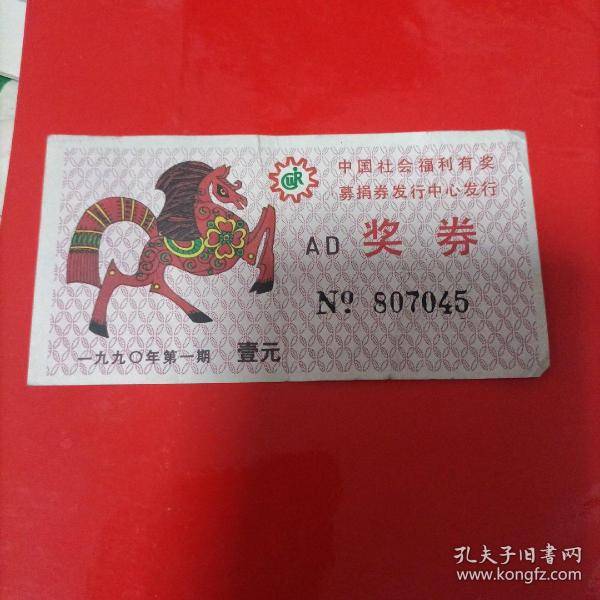 中国社会福利有奖
募捐券发行中心发行
AD 奖券
Nº 807045
一九九〇年第一期 壹元
孔夫子旧书网
www.kongfz.com